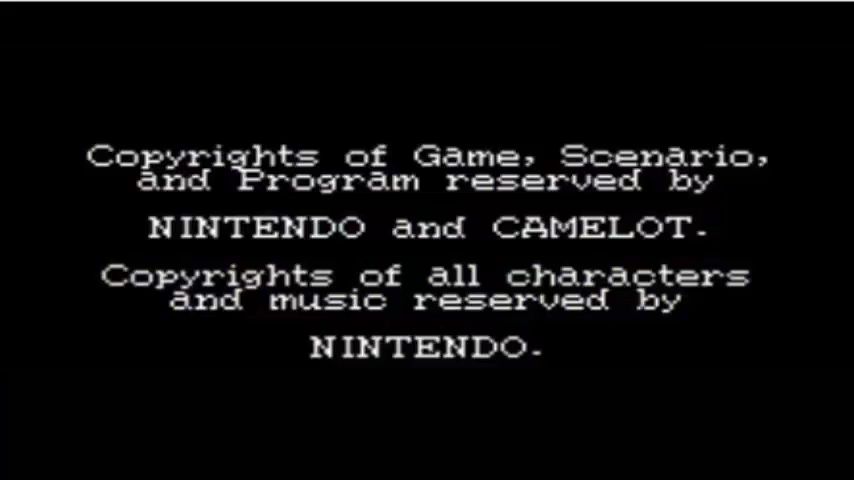 Copyrights of Game, Scenario,
and Program reserved by
NINTENDO and CAMELOT.
Copyrights of all characters
and music reserved by
NINTENDO.